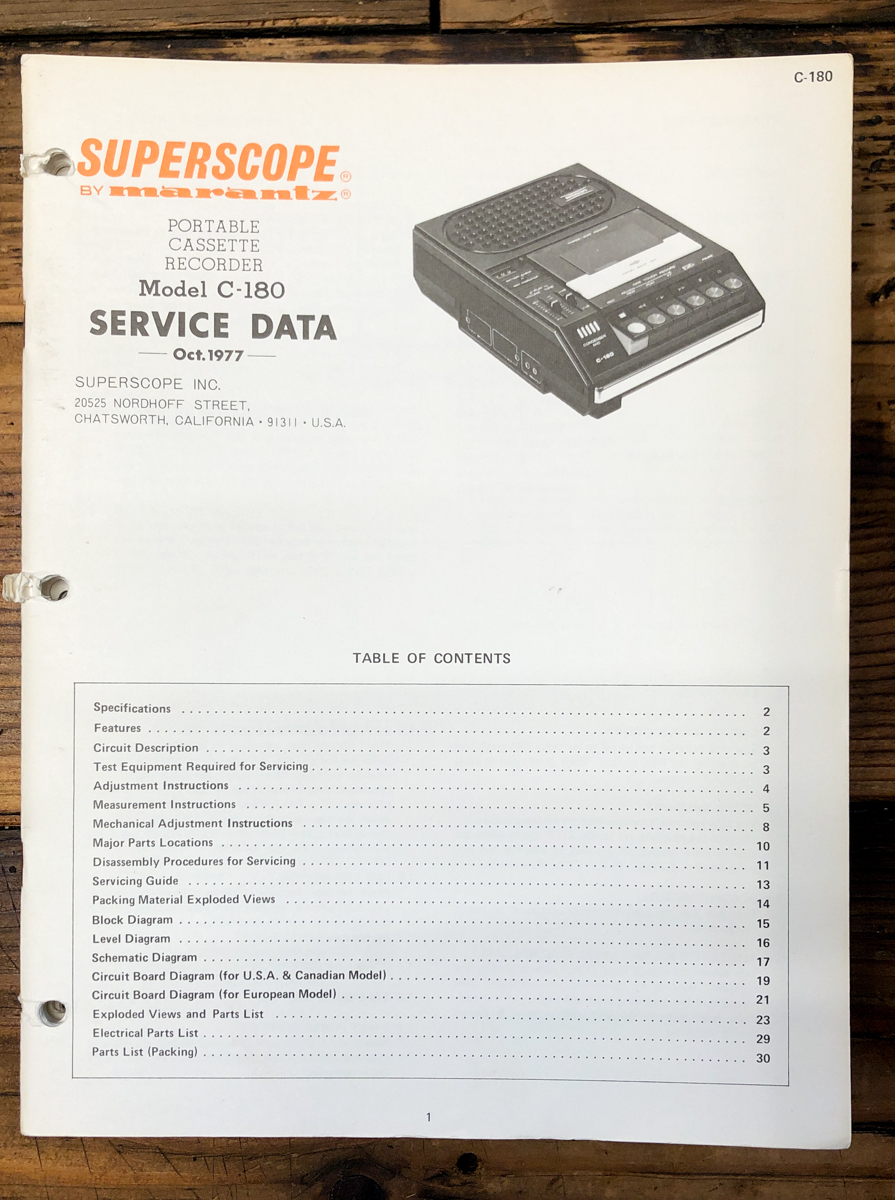 C-180
SUPERSCOPE®
BY marantz®
PORTABLE
CASSETTE
RECORDER
Model C-180
SERVICE DATA
Oct.1977
SUPERSCOPE INC.
20525 NORDHOFF STREET,
CHATSWORTH, CALIFORNIA • 91311 • U.S.A.
CONDENSER
MIC
C-180
TABLE OF CONTENTS
Specifications 2
Features 2
Circuit Description 3
Test Equipment Required for Servicing 3
Adjustment Instructions 4
Measurement Instructions 5
Mechanical Adjustment Instructions 8
Major Parts Locations 10
Disassembly Procedures for Servicing 11
Servicing Guide 13
Packing Material Exploded Views 14
Block Diagram 15
Level Diagram 16
Schematic Diagram 17
Circuit Board Diagram (for U.S.A. & Canadian Model) 19
Circuit Board Diagram (for European Model) 21
Exploded Views and Parts List 23
Electrical Parts List 29
Parts List (Packing) 30
1